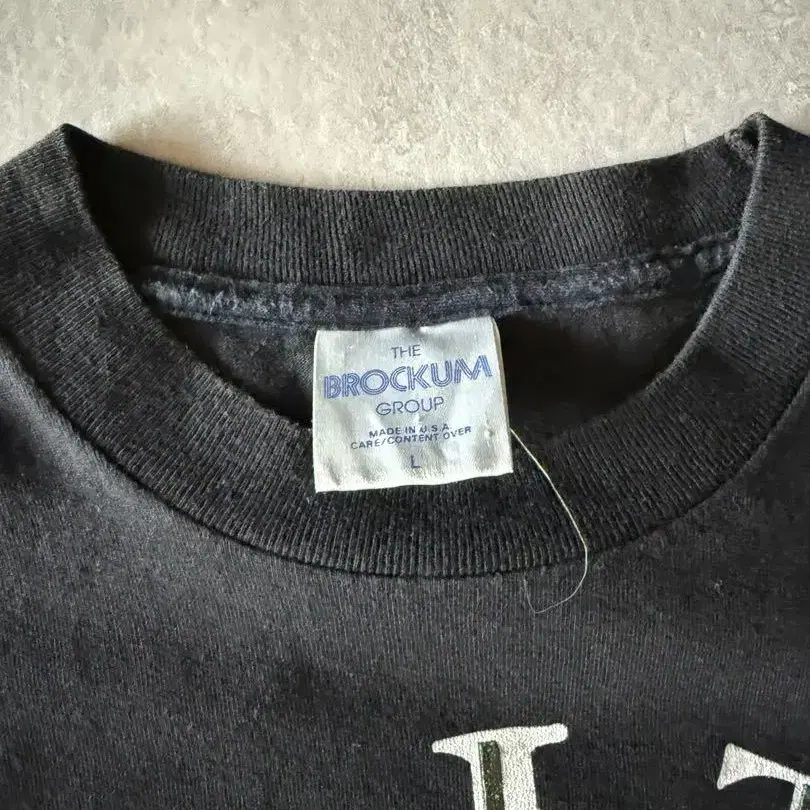 THE
BROCKUM
GROUP
MADE IN U.S.A.
CARE/CONTENT OVER
L